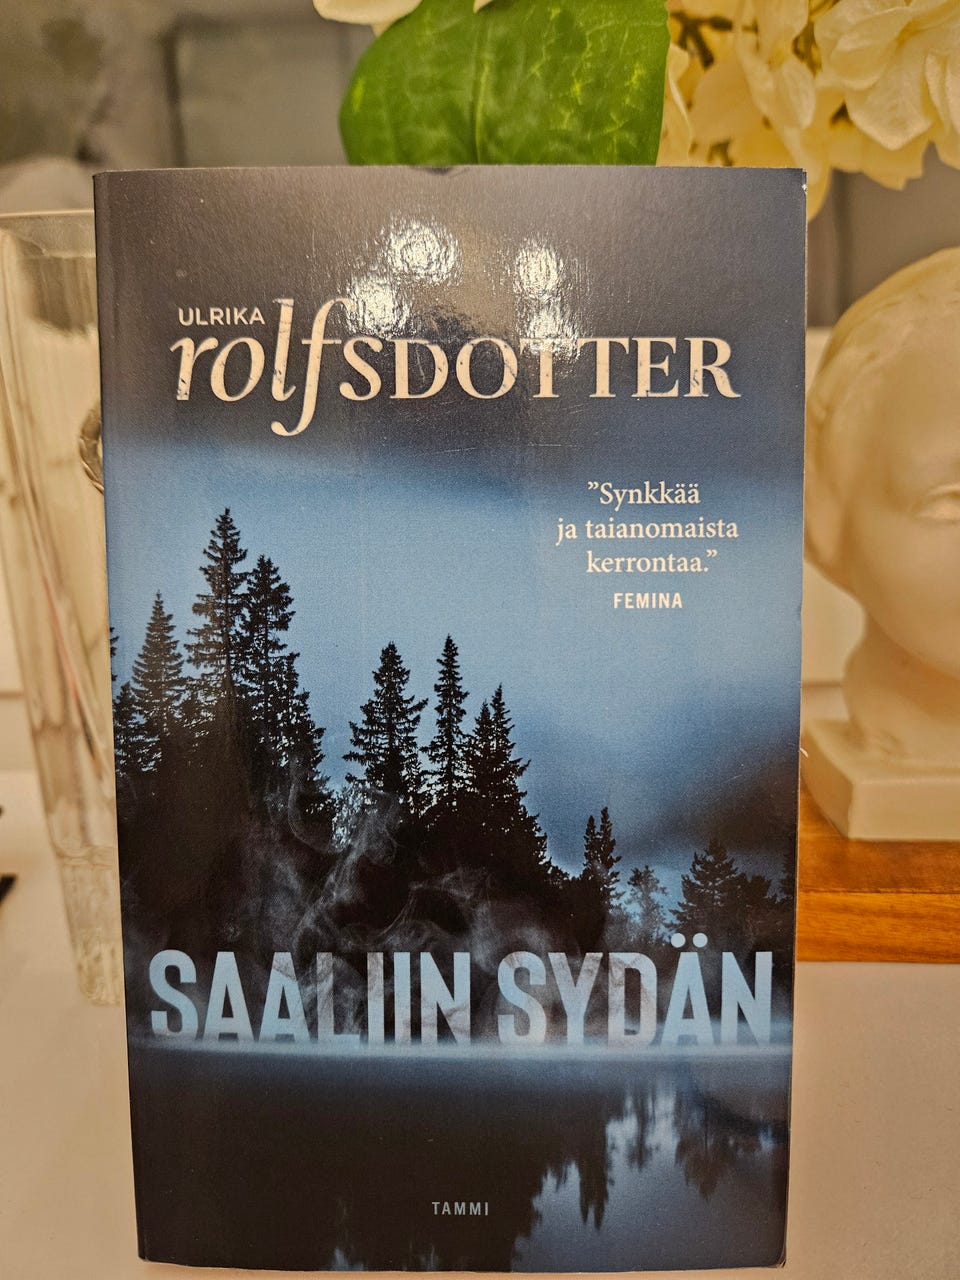 ULRIKA
rolfSDOTTER
”Synkkää
ja taianomaista
kerrontaa.”
FEMINA
SAALIIN SYDÄN
TAMMI